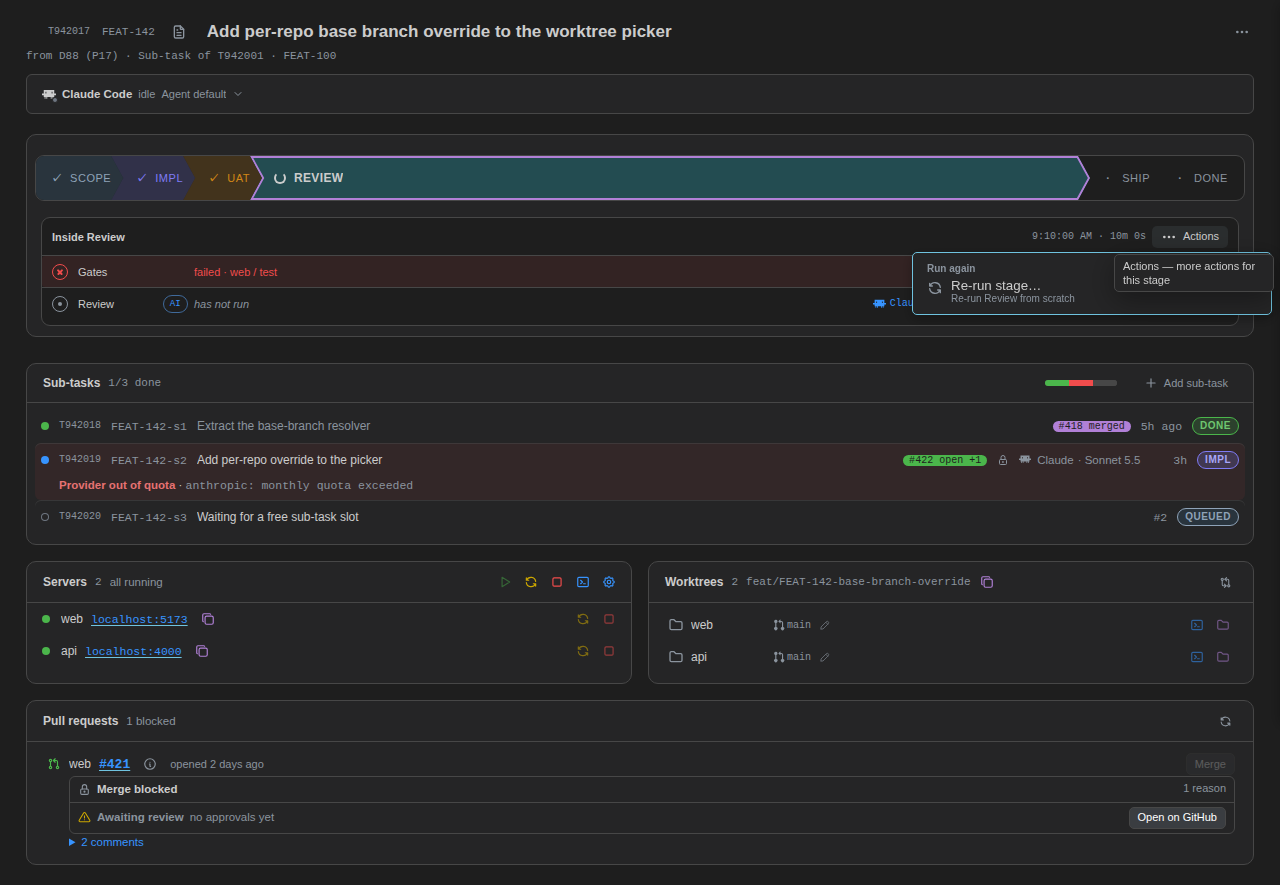 T942017 FEAT-142 Add per-repo base branch override to the worktree picker
from D88 (P17) · Sub-task of T942001 · FEAT-100
Claude Code idle Agent default
SCOPE IMPL UAT REVIEW SHIP DONE
Inside Review 9:10:00 AM · 10m 0s Actions
Gates failed · web / test
Review AI has not run
Run again
Re-run stage…
Re-run Review from scratch
Actions — more actions for
this stage
Sub-tasks 1/3 done Add sub-task
T942018 FEAT-142-s1 Extract the base-branch resolver #418 merged 5h ago DONE
T942019 FEAT-142-s2 Add per-repo override to the picker #422 open +1 Claude · Sonnet 5.5 3h IMPL
Provider out of quota · anthropic: monthly quota exceeded
T942020 FEAT-142-s3 Waiting for a free sub-task slot #2 QUEUED
Servers 2 all running
web localhost:5173
api localhost:4000
Worktrees 2 feat/FEAT-142-base-branch-override
web main
api main
Pull requests 1 blocked
web #421 opened 2 days ago Merge
Merge blocked 1 reason
Awaiting review no approvals yet Open on GitHub
2 comments